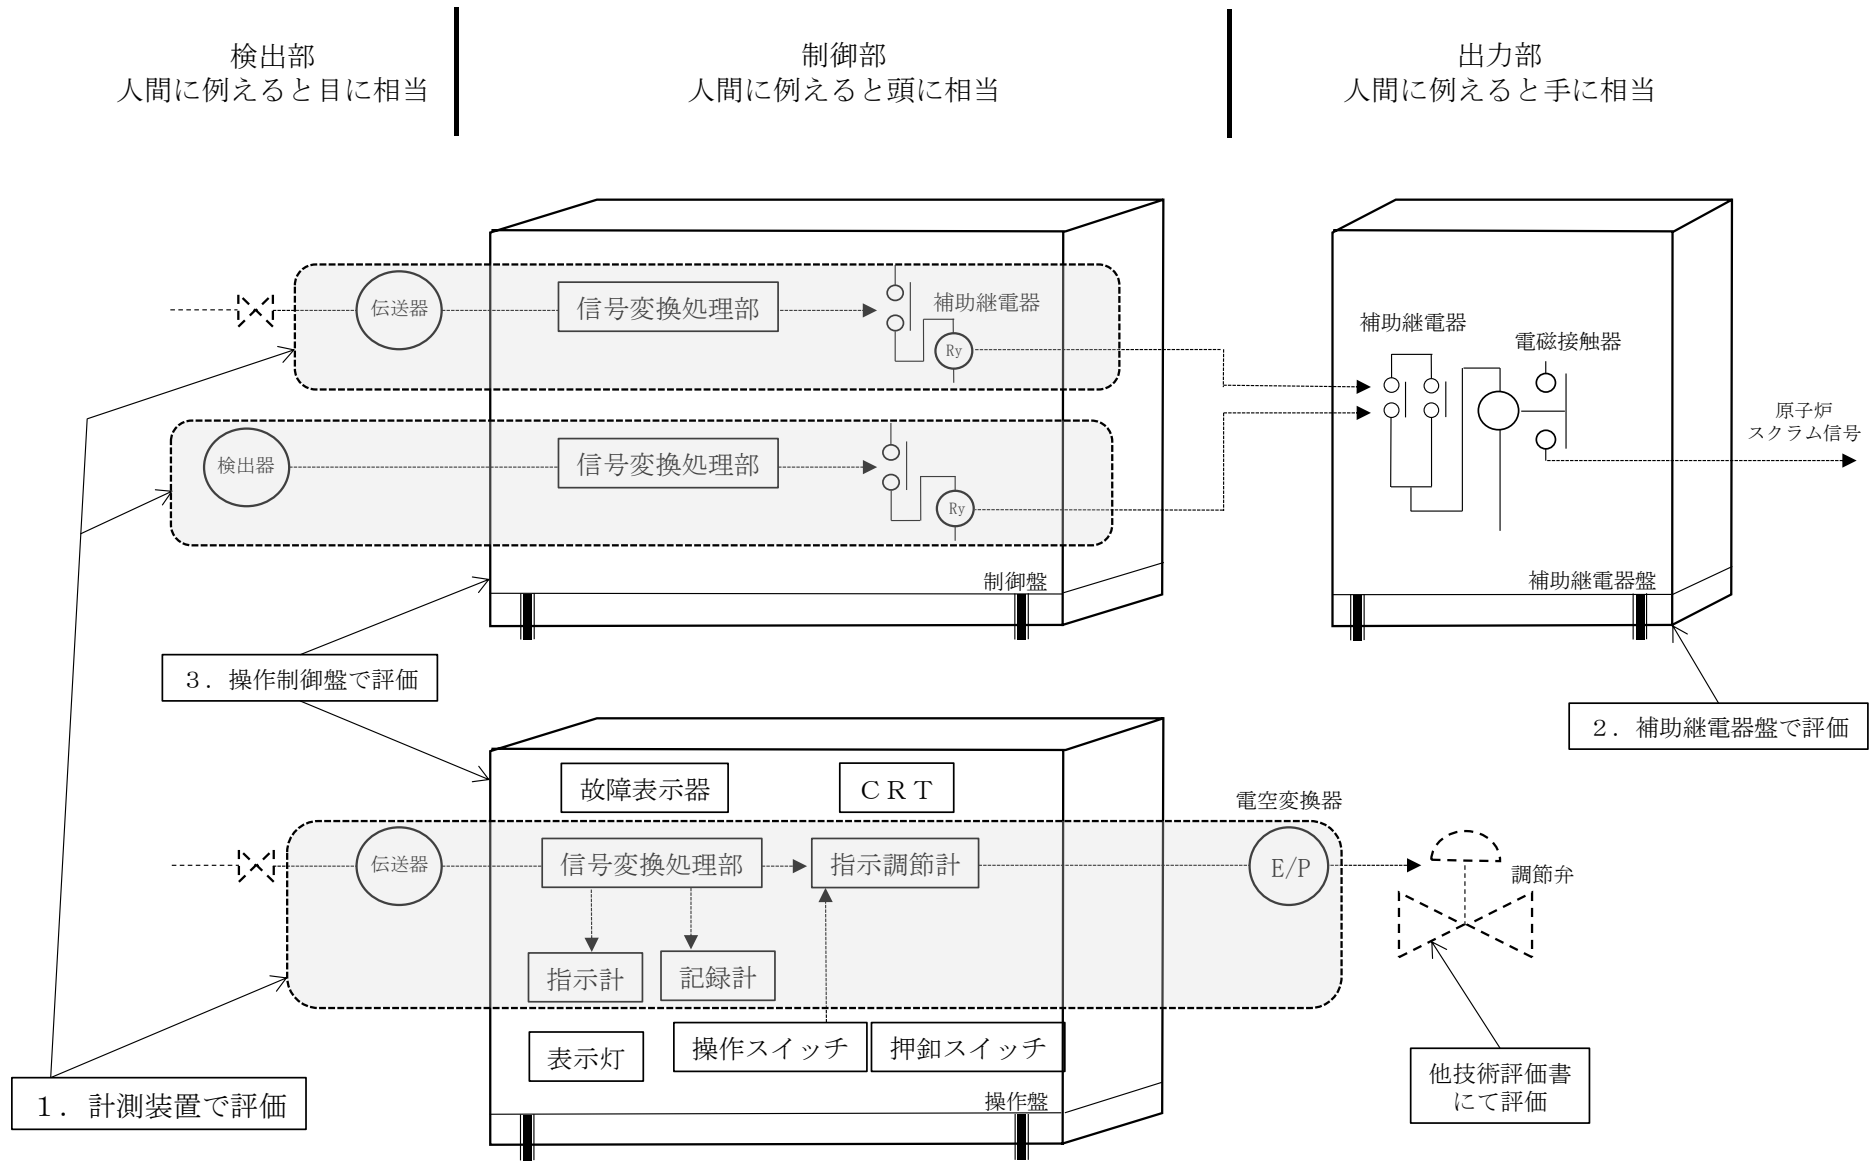 検出部
人間に例えると目に相当
制御部
人間に例えると頭に相当
出力部
人間に例えると手に相当
伝送器
信号変換処理部
補助継電器
Ry
検出器
信号変換処理部
Ry
制御盤
補助継電器
電磁接触器
原子炉
スクラム信号
補助継電器盤
３．操作制御盤で評価
２．補助継電器盤で評価
故障表示器
ＣＲＴ
電空変換器
伝送器
信号変換処理部
指示調節計
E/P
調節弁
指示計
記録計
表示灯
操作スイッチ
押釦スイッチ
操作盤
１．計測装置で評価
他技術評価書
にて評価